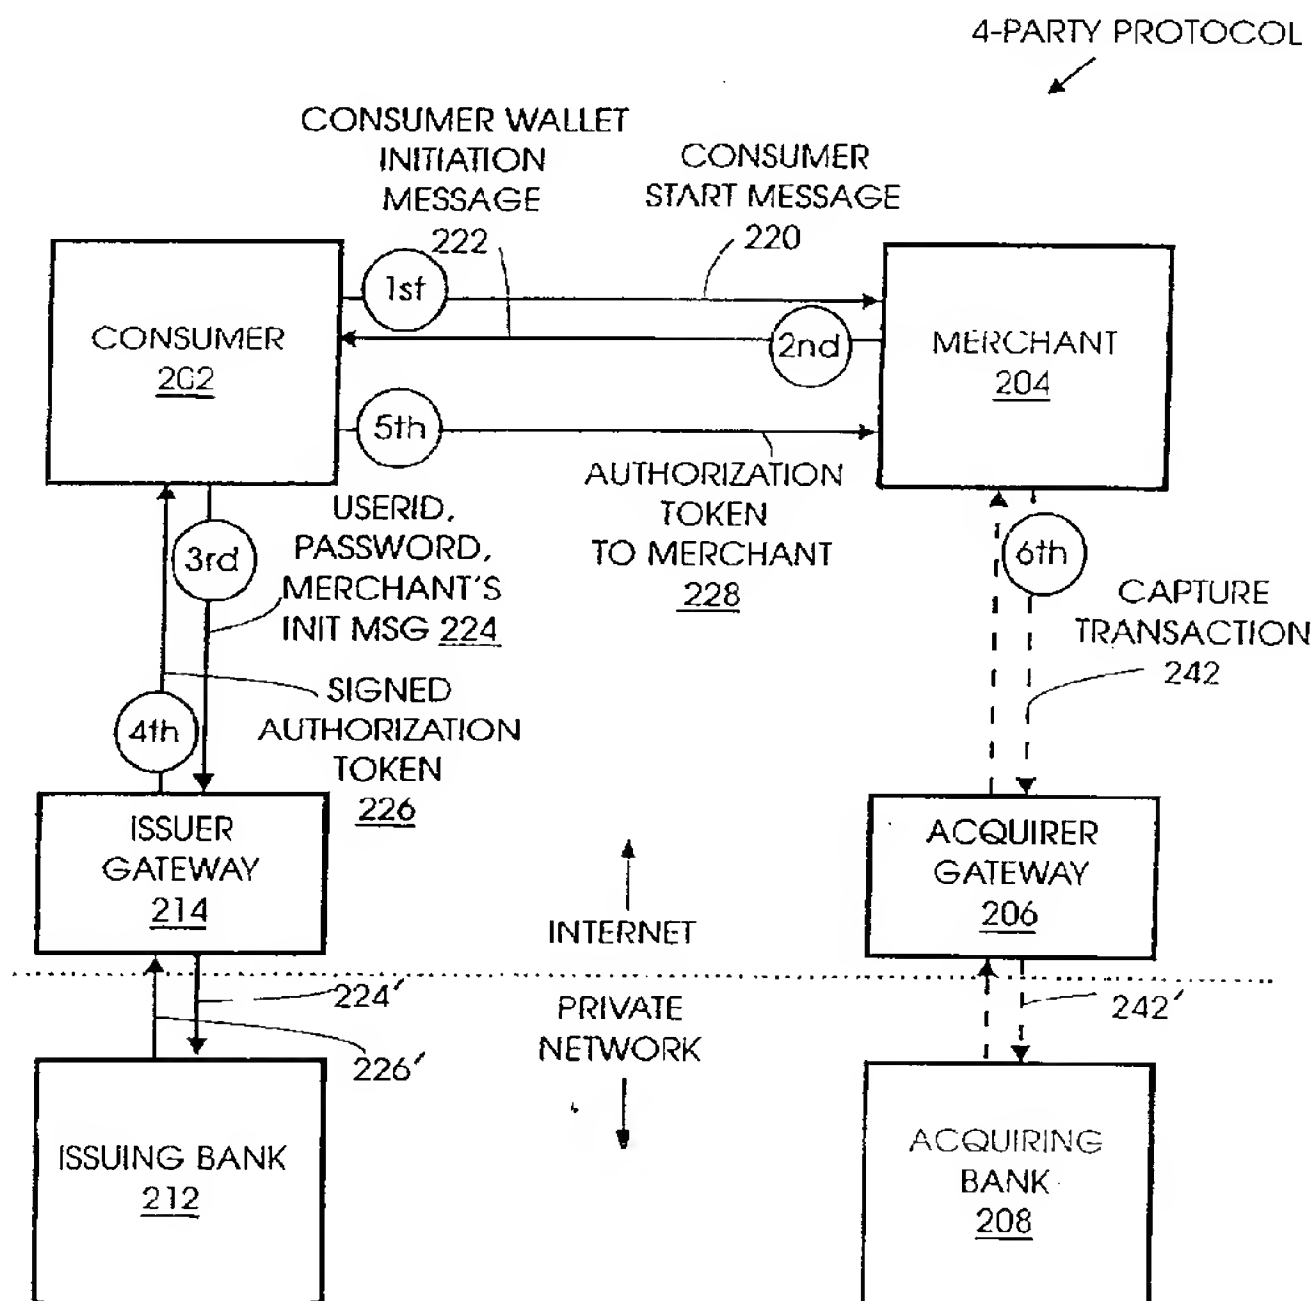 4-PARTY PROTOCOL
CONSUMER WALLET
INITIATION
MESSAGE
222
CONSUMER
START MESSAGE
220
1st
2nd
CONSUMER
202
MERCHANT
204
5th
AUTHORIZATION
TOKEN
TO MERCHANT
228
USERID,
PASSWORD,
MERCHANT'S
INIT MSG 224
3rd
6th
CAPTURE
TRANSACTION
242
SIGNED
AUTHORIZATION
TOKEN
226
4th
ISSUER
GATEWAY
214
ACQUIRER
GATEWAY
206
INTERNET
PRIVATE
NETWORK
224'
226'
242'
ISSUING BANK
212
ACQUIRING
BANK
208